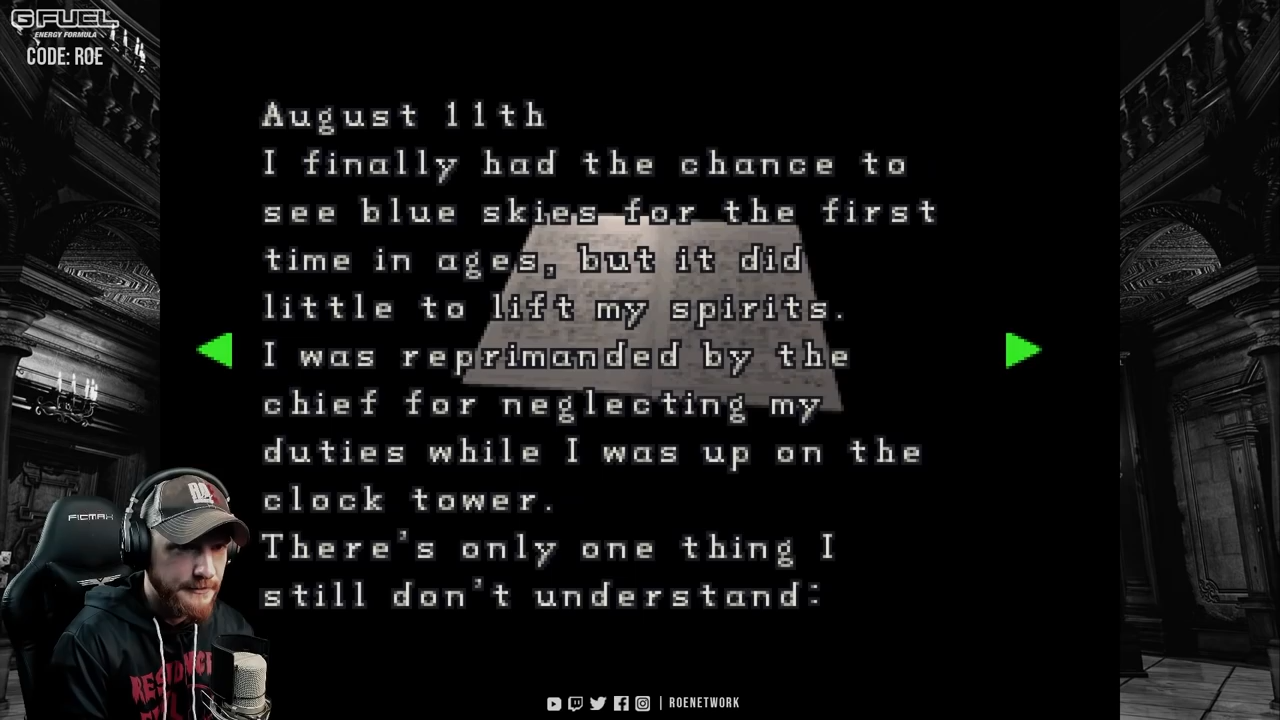 G FUEL
ENERGY FORMULA
CODE: ROE
August 11th
I finally had the chance to
see blue skies for the first
time in ages, but it did
little to lift my spirits.
I was reprimanded by the
chief for neglecting my
duties while I was up on the
clock tower.
There's only one thing I
still don't understand:
| ROENETWORK